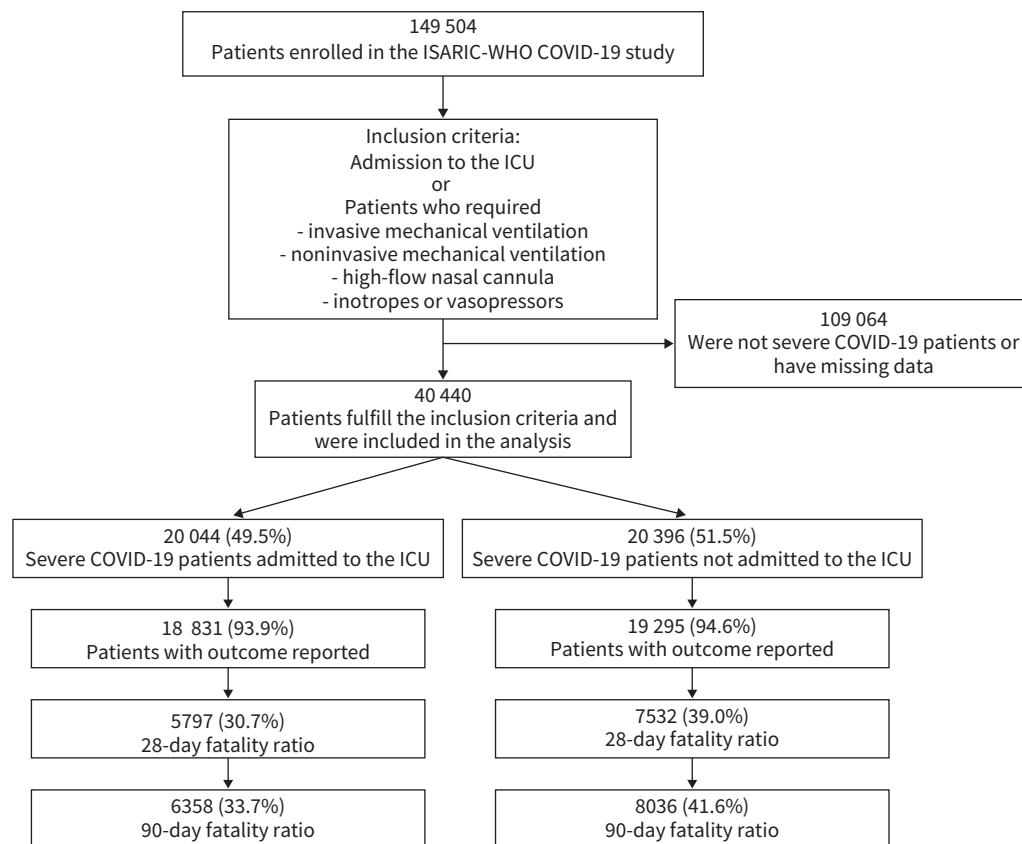 149 504
Patients enrolled in the ISARIC-WHO COVID-19 study
Inclusion criteria:
Admission to the ICU
or
Patients who required
- invasive mechanical ventilation
- noninvasive mechanical ventilation
- high-flow nasal cannula
- inotropes or vasopressors
109 064
Were not severe COVID-19 patients or
have missing data
40 440
Patients fulfill the inclusion criteria and
were included in the analysis
20 044 (49.5%)
Severe COVID-19 patients admitted to the ICU
20 396 (51.5%)
Severe COVID-19 patients not admitted to the ICU
18 831 (93.9%)
Patients with outcome reported
19 295 (94.6%)
Patients with outcome reported
5797 (30.7%)
28-day fatality ratio
7532 (39.0%)
28-day fatality ratio
6358 (33.7%)
90-day fatality ratio
8036 (41.6%)
90-day fatality ratio